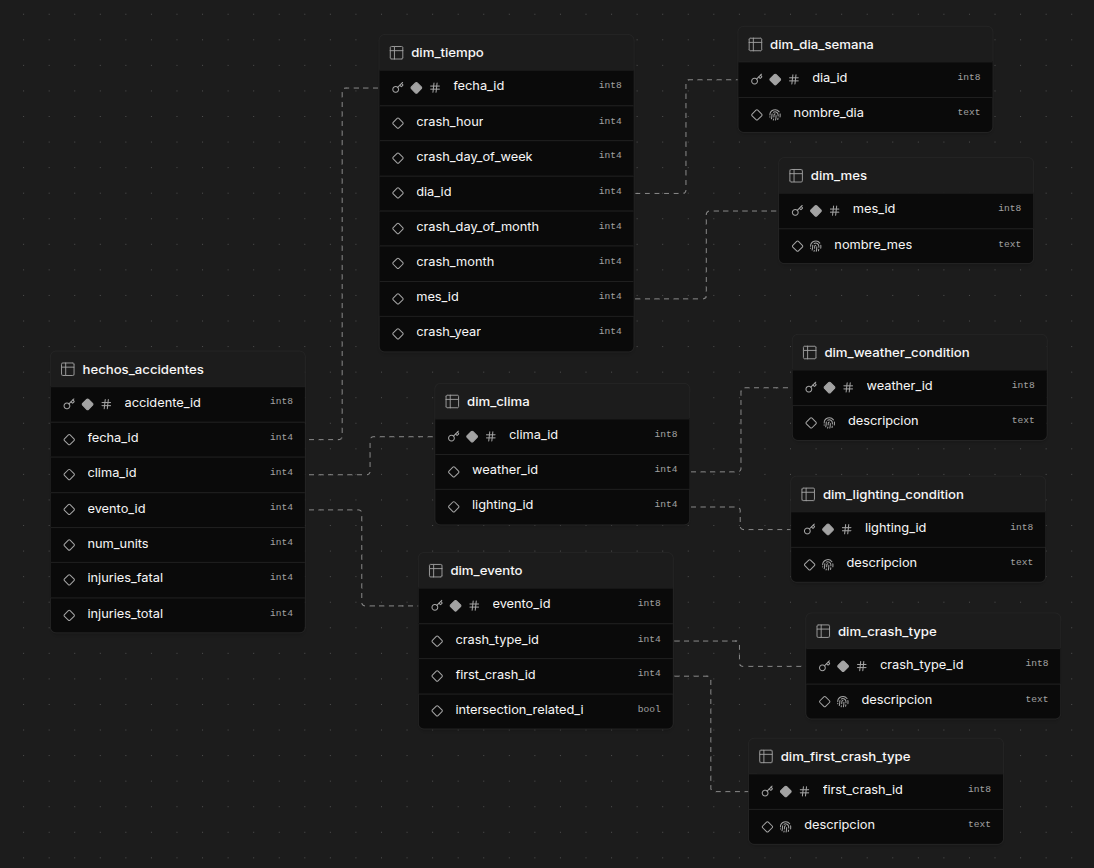 dim_tiempo
fecha_id int8
crash_hour int4
crash_day_of_week int4
dia_id int4
crash_day_of_month int4
crash_month int4
mes_id int4
crash_year int4
dim_dia_semana
dia_id int8
nombre_dia text
dim_mes
mes_id int8
nombre_mes text
hechos_accidentes
accidente_id int8
fecha_id int4
clima_id int4
evento_id int4
num_units int4
injuries_fatal int4
injuries_total int4
dim_clima
clima_id int8
weather_id int4
lighting_id int4
dim_weather_condition
weather_id int8
descripcion text
dim_lighting_condition
lighting_id int8
descripcion text
dim_evento
evento_id int8
crash_type_id int4
first_crash_id int4
intersection_related_i bool
dim_crash_type
crash_type_id int8
descripcion text
dim_first_crash_type
first_crash_id int8
descripcion text